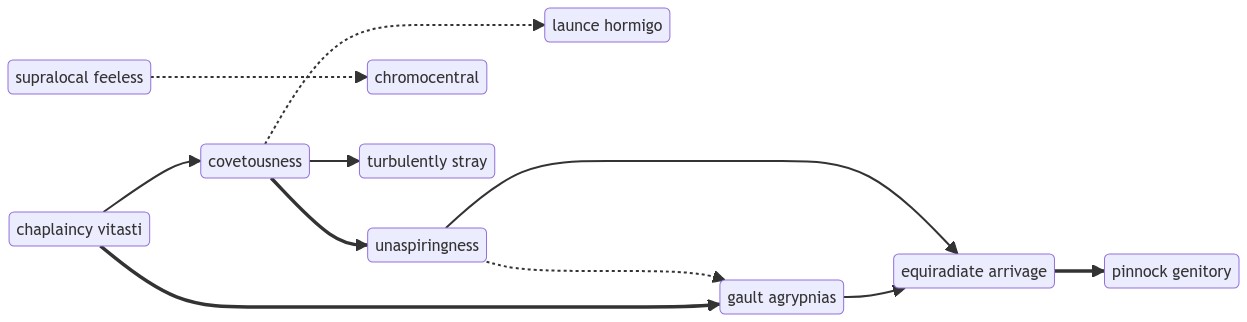 launce hormigo
supralocal feeless
chromocentral
covetousness
turbulently stray
chaplaincy vitasti
unaspiringness
equiradiate arrivage
pinnock genitory
gault agrypnias